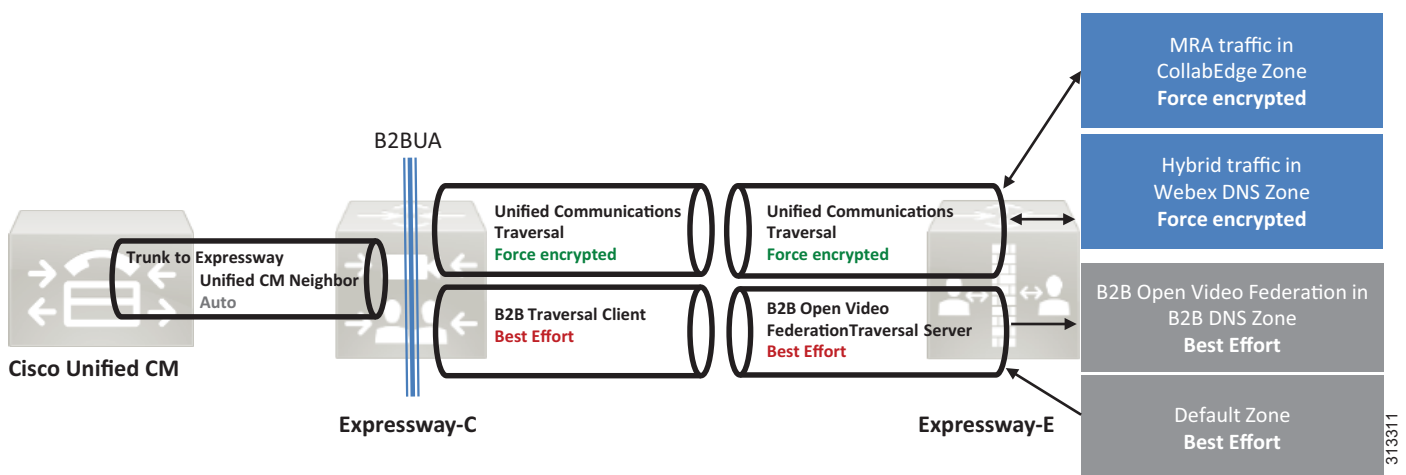 B2BUA
Trunk to Expressway
Unified CM Neighbor
Auto
Cisco Unified CM
Unified Communications
Traversal
Force encrypted
B2B Traversal Client
Best Effort
Expressway-C
Unified Communications
Traversal
Force encrypted
B2B Open Video
FederationTraversal Server
Best Effort
Expressway-E
MRA traffic in
CollabEdge Zone
Force encrypted
Hybrid traffic in
Webex DNS Zone
Force encrypted
B2B Open Video Federation in
B2B DNS Zone
Best Effort
Default Zone
Best Effort
313311